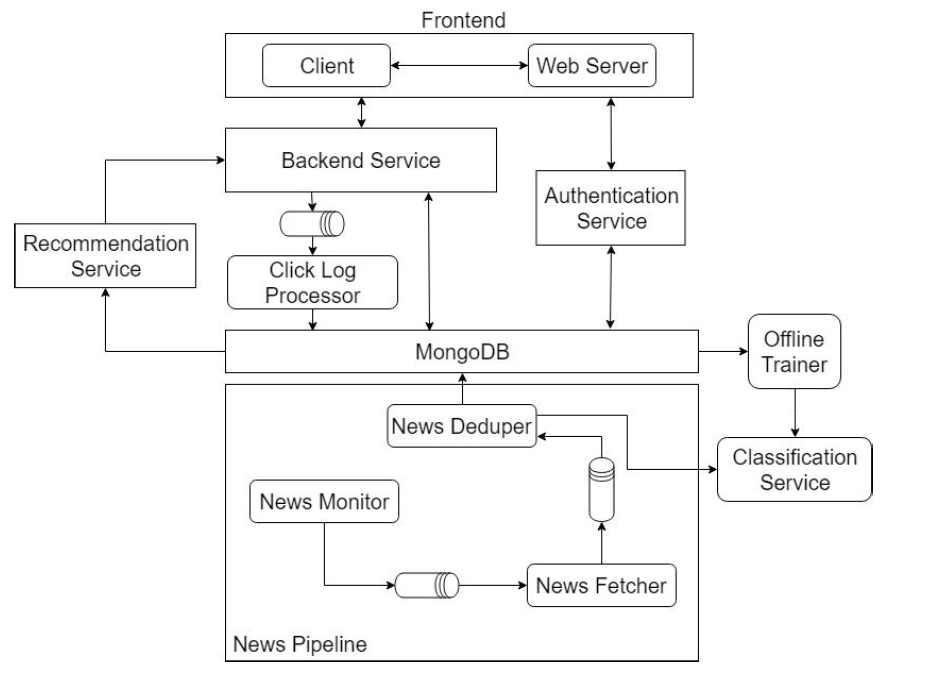 Frontend
Client
Web Server
Backend Service
Authentication
Service
Recommendation
Service
Click Log
Processor
MongoDB
Offline
Trainer
News Deduper
Classification
Service
News Monitor
News Fetcher
News Pipeline